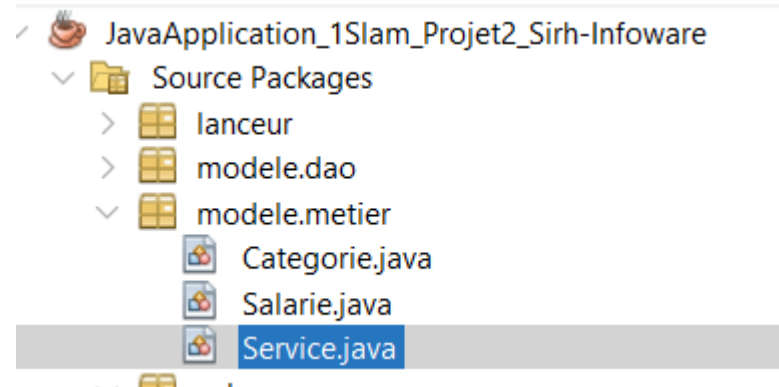 JavaApplication_1Slam_Projet2_Sirh-Infoware
Source Packages
lanceur
modele.dao
modele.metier
Categorie.java
Salarie.java
Service.java